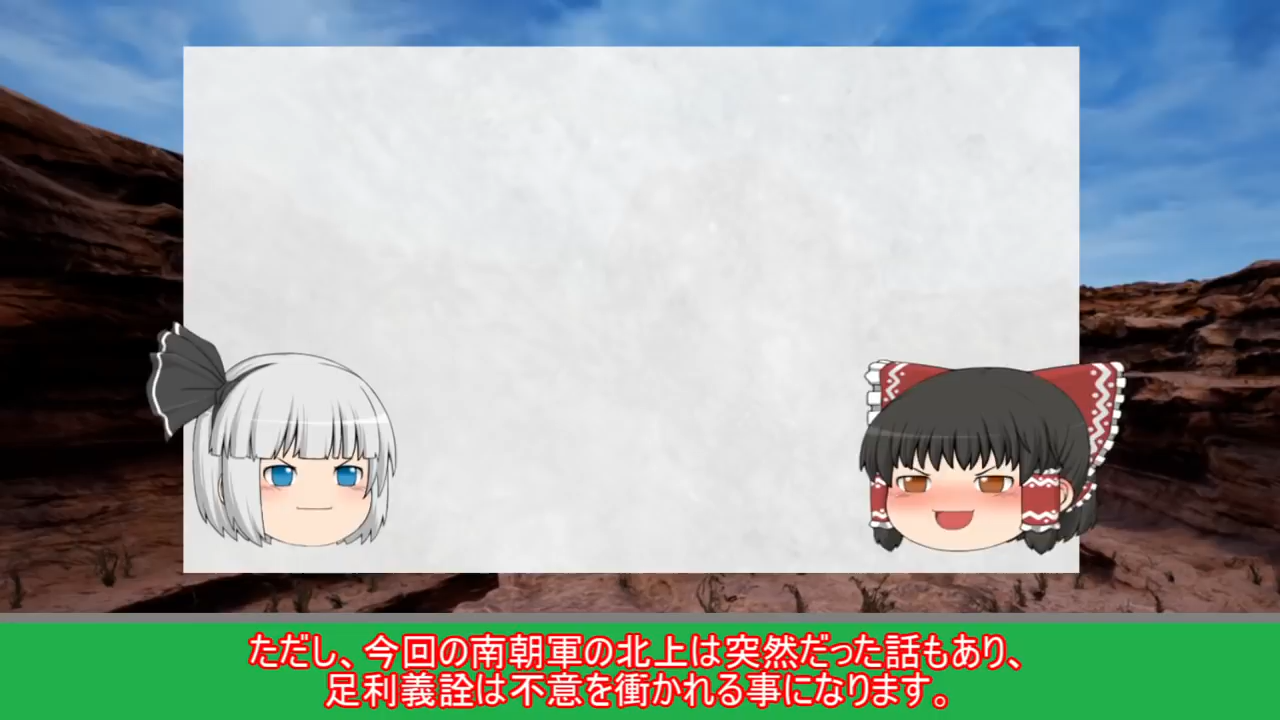 ただし、今回の南朝軍の北上は突然だった話もあり、
足利義詮は不意を衝かれる事になります。